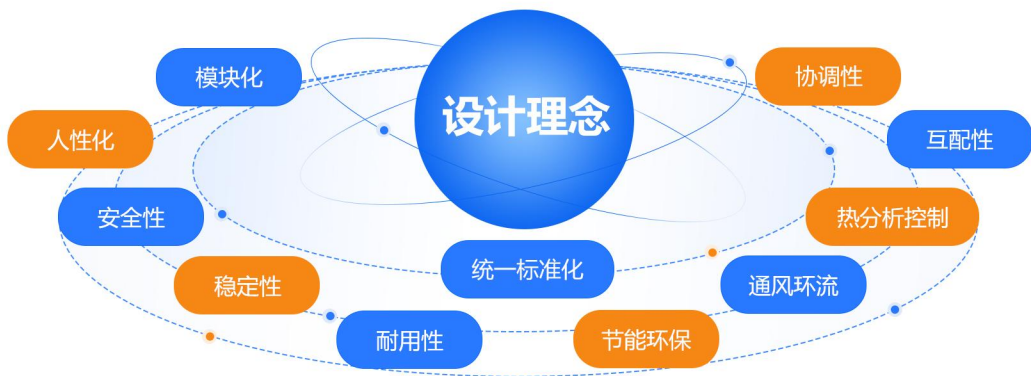 设计理念
模块化
协调性
人性化
互配性
安全性
热分析控制
统一标准化
稳定性
通风环流
耐用性
节能环保